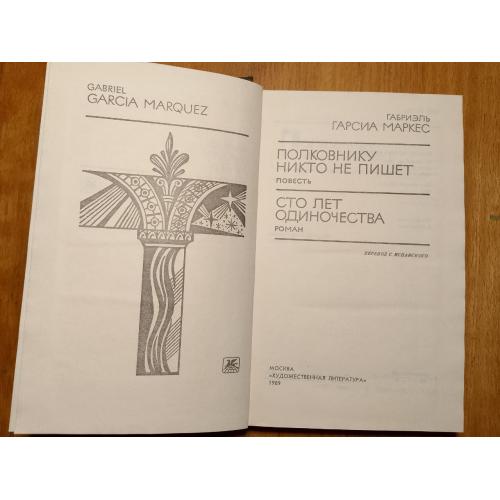 GABRIEL
GARCIA MARQUEZ
ГАБРИЭЛЬ
ГАРСИА МАРКЕС
ПОЛКОВНИКУ
НИКТО НЕ ПИШЕТ
ПОВЕСТЬ
СТО ЛЕТ
ОДИНОЧЕСТВА
РОМАН
ПЕРЕВОД С ИСПАНСКОГО
МОСКВА
«ХУДОЖЕСТВЕННАЯ ЛИТЕРАТУРА»
1989